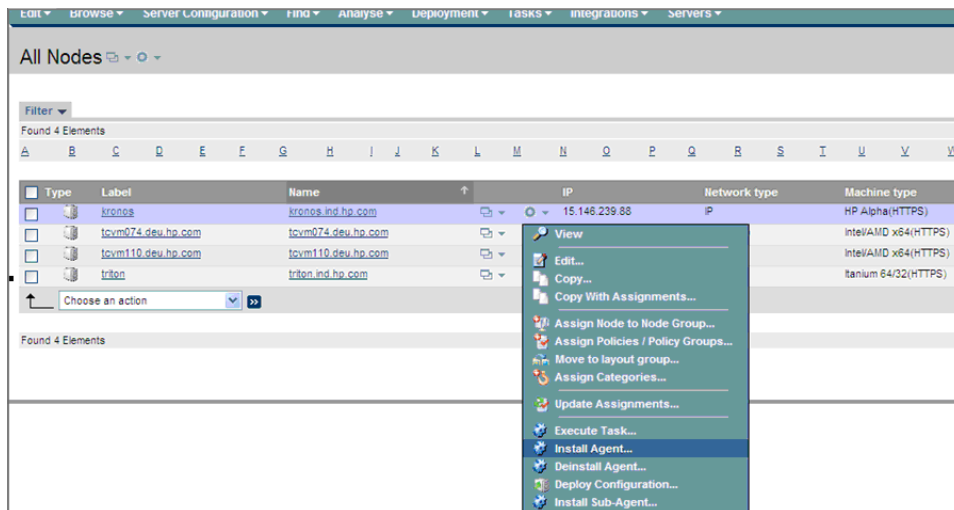 Edit Browse Server Configuration Find Analyse Deployment Tasks Integrations Servers
All Nodes
Filter
Found 4 Elements
A B C D E F G H I J K L M N O P Q R S T U V W
Type Label Name IP Network type Machine type
kronos kronos.ind.hp.com 15.146.239.88 IP HP Alpha(HTTPS)
tcvm074.deu.hp.com tcvm074.deu.hp.com Intel/AMD x64(HTTPS)
tcvm110.deu.hp.com tcvm110.deu.hp.com Intel/AMD x64(HTTPS)
triton triton.ind.hp.com Itanium 64/32(HTTPS)
Choose an action
Found 4 Elements
View
Edit...
Copy...
Copy With Assignments...
Assign Node to Node Group...
Assign Policies / Policy Groups...
Move to layout group...
Assign Categories...
Update Assignments...
Execute Task...
Install Agent...
Deinstall Agent...
Deploy Configuration...
Install Sub-Agent...